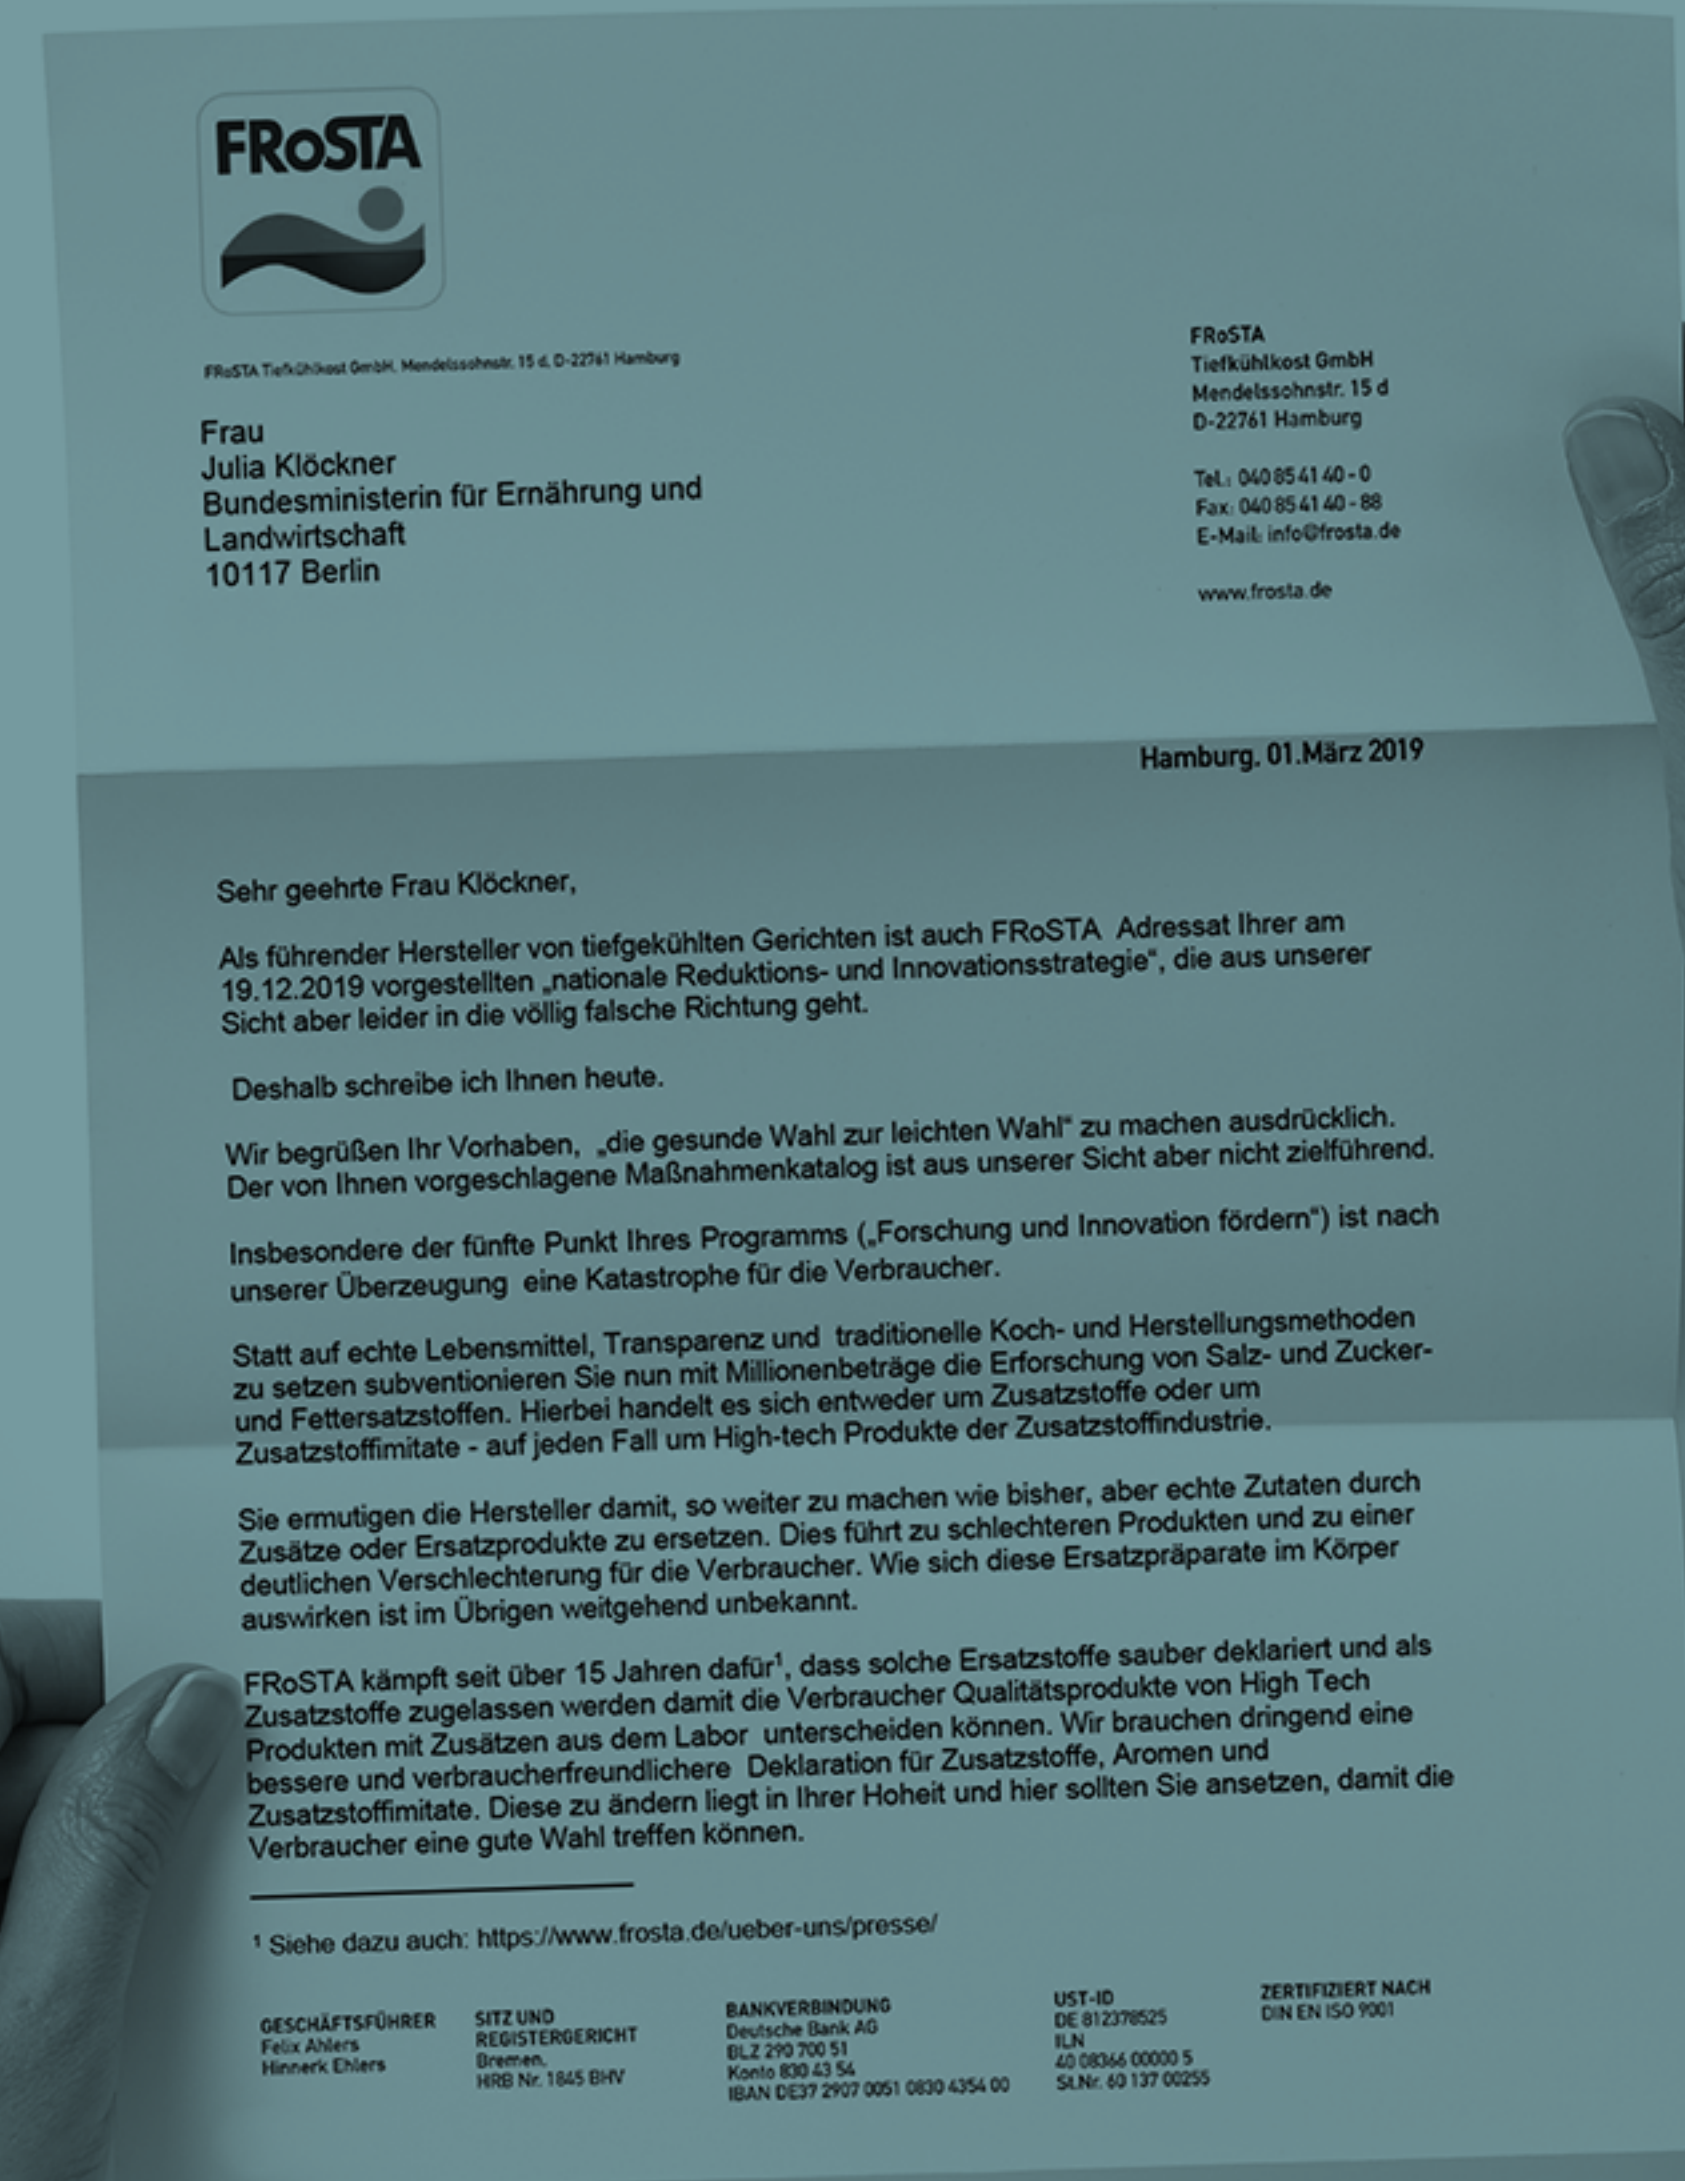 FRoSTA
FRoSTA Tiefkühlkost GmbH, Mendelssohnstr. 15 d, D-22761 Hamburg
Frau
Julia Klöckner
Bundesministerin für Ernährung und
Landwirtschaft
10117 Berlin
FRoSTA
Tiefkühlkost GmbH
Mendelssohnstr. 15 d
D-22761 Hamburg
Tel.: 040 85 41 40 - 0
Fax: 040 85 41 40 - 88
E-Mail: info@frosta.de
www.frosta.de
Hamburg, 01.März 2019
Sehr geehrte Frau Klöckner,
Als führender Hersteller von tiefgekühlten Gerichten ist auch FRoSTA Adressat Ihrer am
19.12.2019 vorgestellten „nationale Reduktions- und Innovationsstrategie“, die aus unserer
Sicht aber leider in die völlig falsche Richtung geht.
Deshalb schreibe ich Ihnen heute.
Wir begrüßen Ihr Vorhaben, „die gesunde Wahl zur leichten Wahl“ zu machen ausdrücklich.
Der von Ihnen vorgeschlagene Maßnahmenkatalog ist aus unserer Sicht aber nicht zielführend.
Insbesondere der fünfte Punkt Ihres Programms („Forschung und Innovation fördern“) ist nach
unserer Überzeugung eine Katastrophe für die Verbraucher.
Statt auf echte Lebensmittel, Transparenz und traditionelle Koch- und Herstellungsmethoden
zu setzen subventionieren Sie nun mit Millionenbeträge die Erforschung von Salz- und Zucker-
und Fettersatzstoffen. Hierbei handelt es sich entweder um Zusatzstoffe oder um
Zusatzstoffimitate - auf jeden Fall um High-tech Produkte der Zusatzstoffindustrie.
Sie ermutigen die Hersteller damit, so weiter zu machen wie bisher, aber echte Zutaten durch
Zusätze oder Ersatzprodukte zu ersetzen. Dies führt zu schlechteren Produkten und zu einer
deutlichen Verschlechterung für die Verbraucher. Wie sich diese Ersatzpräparate im Körper
auswirken ist im Übrigen weitgehend unbekannt.
FRoSTA kämpft seit über 15 Jahren dafür¹, dass solche Ersatzstoffe sauber deklariert und als
Zusatzstoffe zugelassen werden damit die Verbraucher Qualitätsprodukte von High Tech
Produkten mit Zusätzen aus dem Labor unterscheiden können. Wir brauchen dringend eine
bessere und verbraucherfreundlichere Deklaration für Zusatzstoffe, Aromen und
Zusatzstoffimitate. Diese zu ändern liegt in Ihrer Hoheit und hier sollten Sie ansetzen, damit die
Verbraucher eine gute Wahl treffen können.
¹ Siehe dazu auch: https://www.frosta.de/ueber-uns/presse/
GESCHÄFTSFÜHRER
Felix Ahlers
Hinnerk Ehlers
SITZ UND
REGISTERGERICHT
Bremen,
HRB Nr. 1845 BHV
BANKVERBINDUNG
Deutsche Bank AG
BLZ 290 700 51
Konto 830 43 54
IBAN DE37 2907 0051 0830 4354 00
UST-ID
DE 812378525
ILN
40 08366 00000 5
St.Nr. 60 137 00255
ZERTIFIZIERT NACH
DIN EN ISO 9001